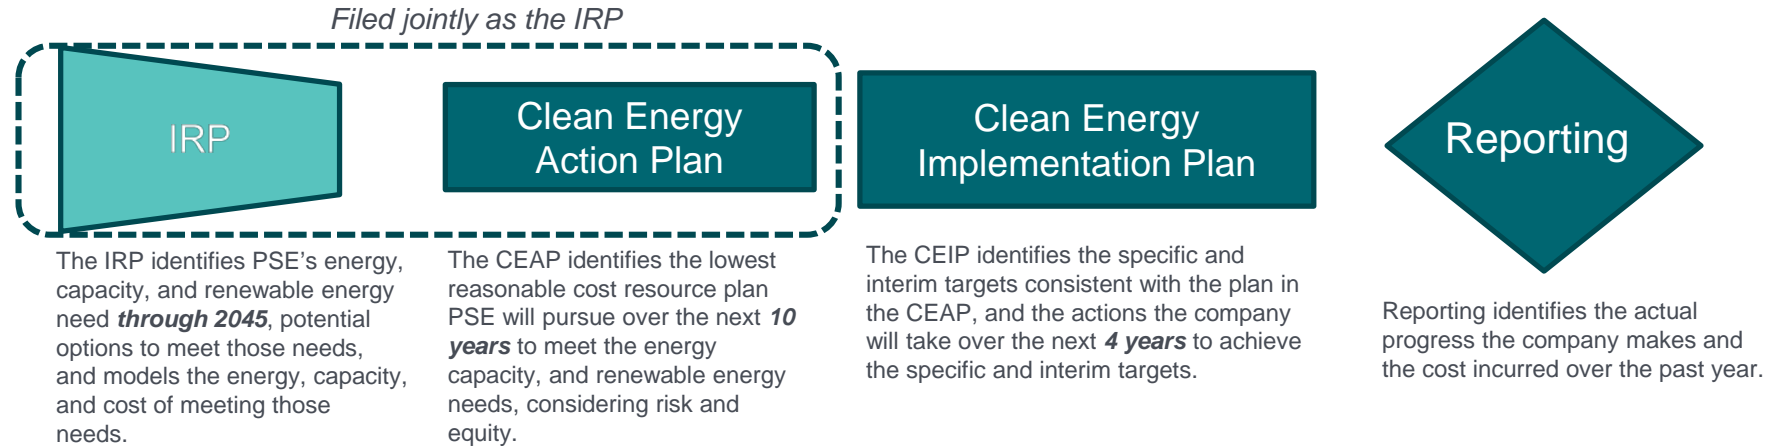 Filed jointly as the IRP
IRP
Clean Energy
Action Plan
Clean Energy
Implementation Plan
Reporting
The IRP identifies PSE’s energy,
capacity, and renewable energy
need through 2045, potential
options to meet those needs,
and models the energy, capacity,
and cost of meeting those
needs.
The CEAP identifies the lowest
reasonable cost resource plan
PSE will pursue over the next 10
years to meet the energy
capacity, and renewable energy
needs, considering risk and
equity.
The CEIP identifies the specific and
interim targets consistent with the plan in
the CEAP, and the actions the company
will take over the next 4 years to achieve
the specific and interim targets.
Reporting identifies the actual
progress the company makes and
the cost incurred over the past year.